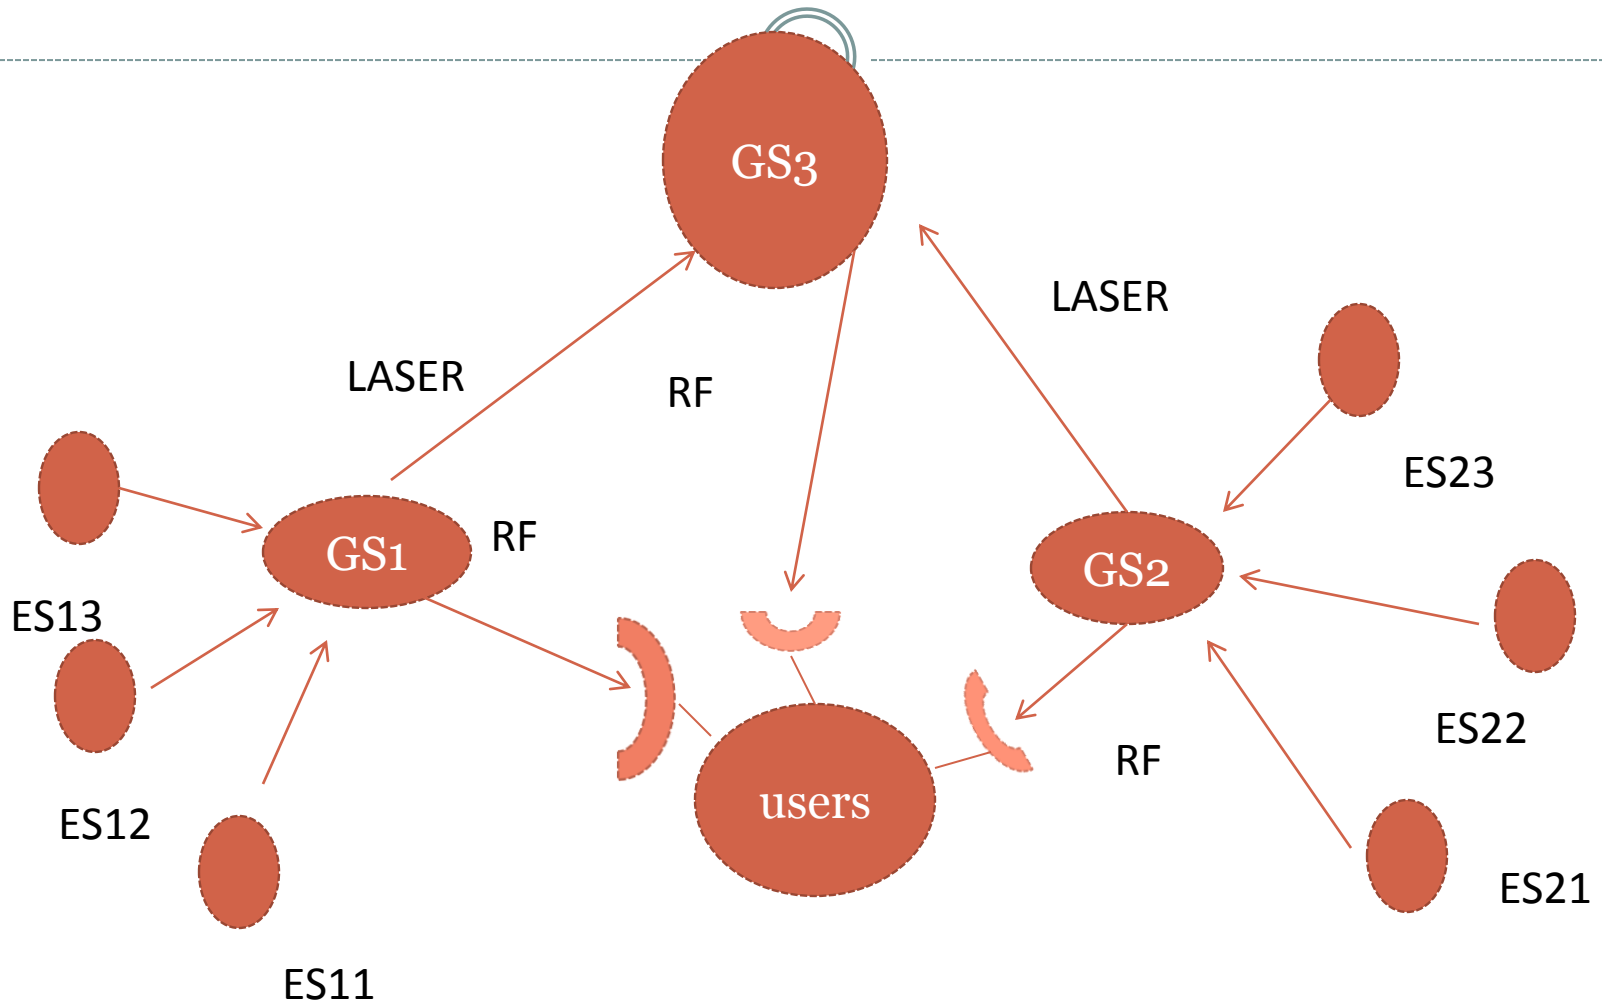 GS3
LASER
LASER
RF
ES23
RF
GS1
GS2
ES13
ES22
RF
users
ES12
ES21
ES11